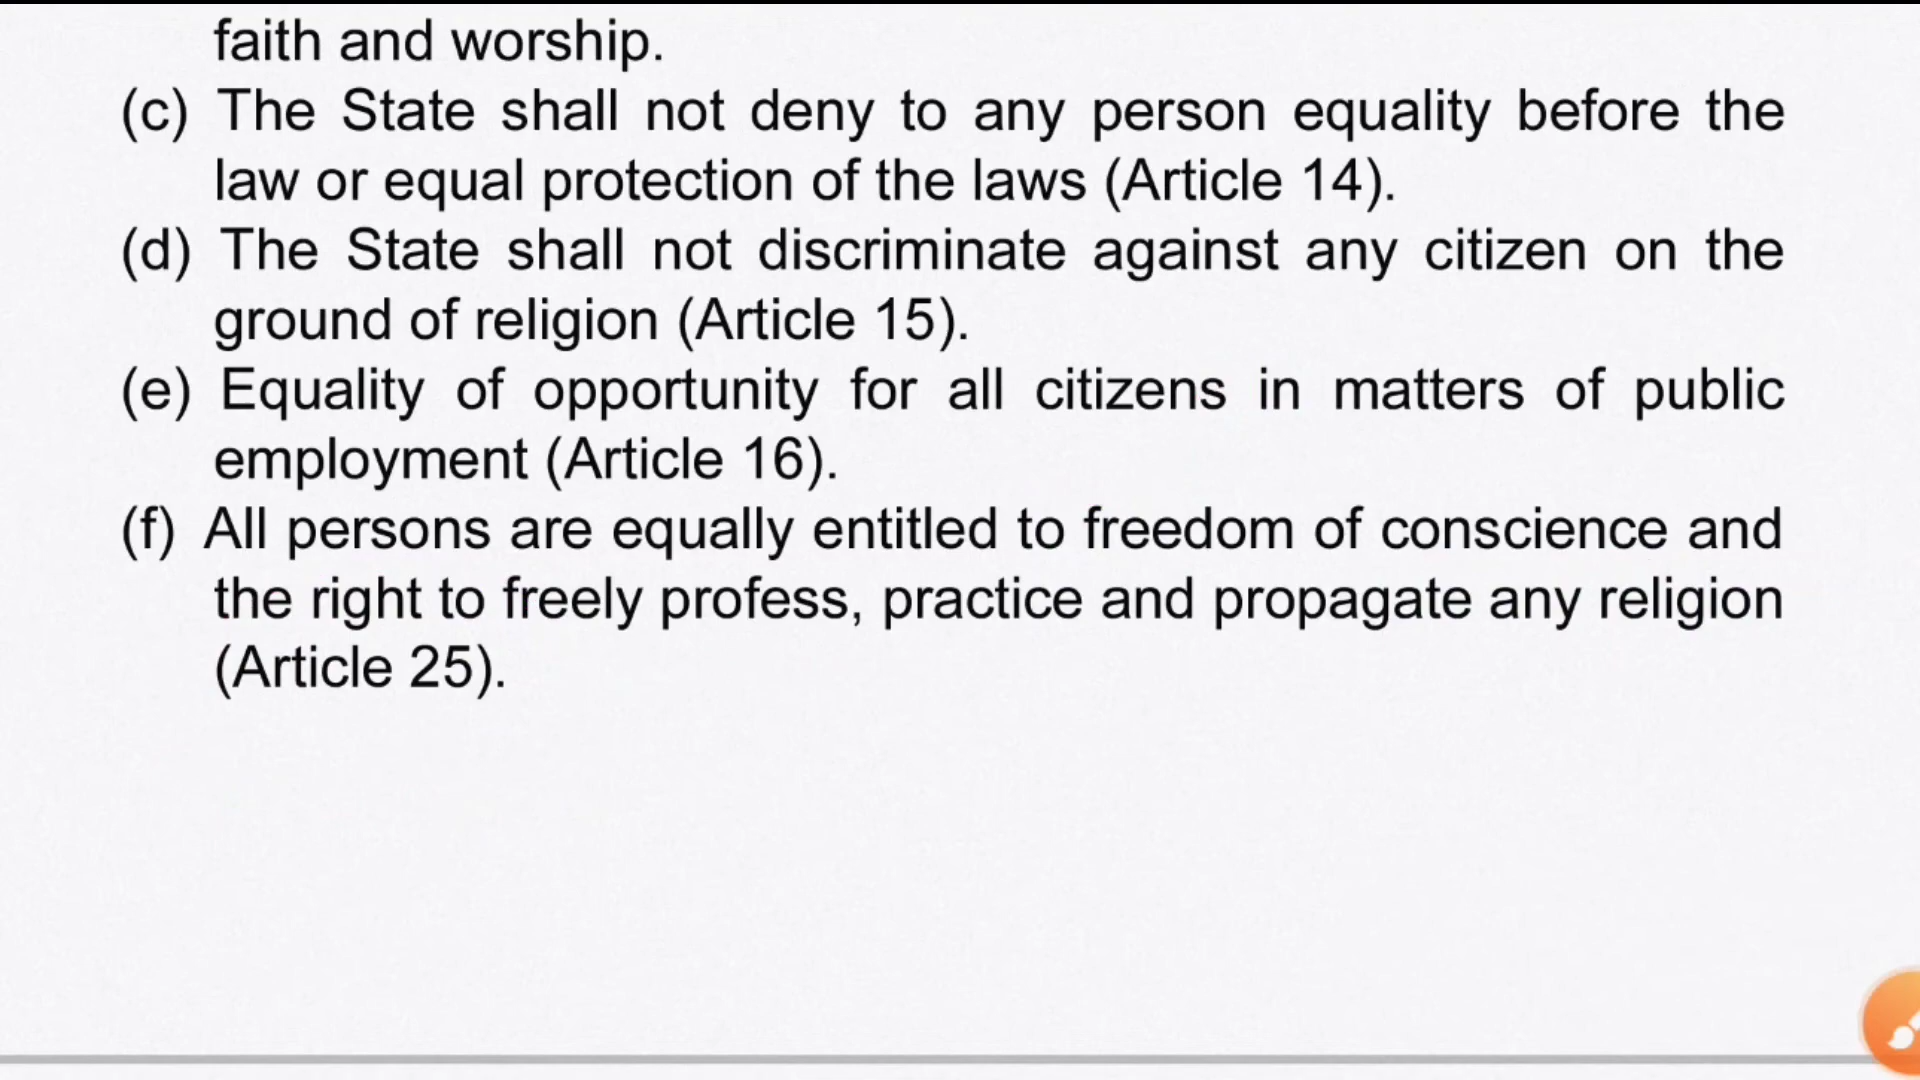 faith and worship.
(c) The State shall not deny to any person equality before the
law or equal protection of the laws (Article 14).
(d) The State shall not discriminate against any citizen on the
ground of religion (Article 15).
(e) Equality of opportunity for all citizens in matters of public
employment (Article 16).
(f) All persons are equally entitled to freedom of conscience and
the right to freely profess, practice and propagate any religion
(Article 25).